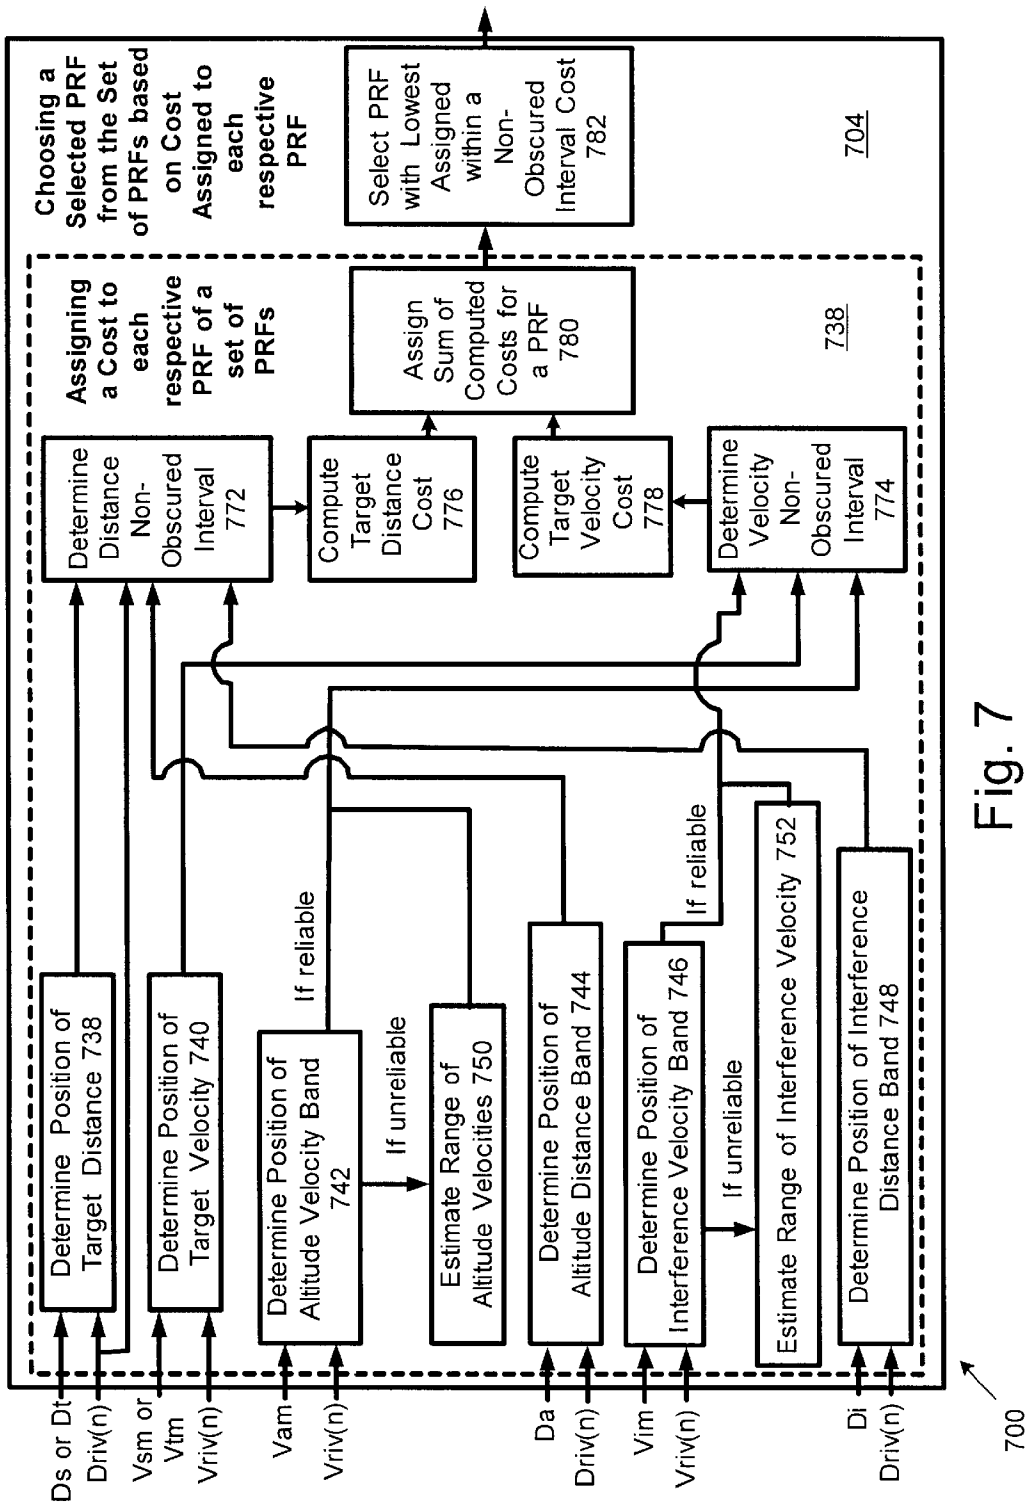 Choosing a
Selected PRF
from the Set
of PRFs based
on Cost
Assigned to
each
respective
PRF
Select PRF
with Lowest
Assigned
within a
Non-
Obscured
Interval Cost
782
704
Assigning
a Cost to
each
respective
PRF of a
set of
PRFs
Assign
Sum of
Computed
Costs for
a PRF
780
738
Determine
Distance
Non-
Obscured
Interval
772
Compute
Target
Distance
Cost
776
Compute
Target
Velocity
Cost
778
Determine
Velocity
Non-
Obscured
Interval
774
Ds or Dt
Driv(n)
Determine Position of
Target Distance 738
Vsm or
Vtm
Vriv(n)
Determine Position of
Target Velocity 740
Vam
Vriv(n)
Determine Position of
Altitude Velocity Band
742
If reliable
If unreliable
Estimate Range of
Altitude Velocities 750
Da
Driv(n)
Determine Position of
Altitude Distance Band 744
Vim
Vriv(n)
Determine Position of
Interference Velocity Band 746
If reliable
If unreliable
Estimate Range of Interference Velocity 752
Di
Driv(n)
Determine Position of Interference
Distance Band 748
700
Fig. 7